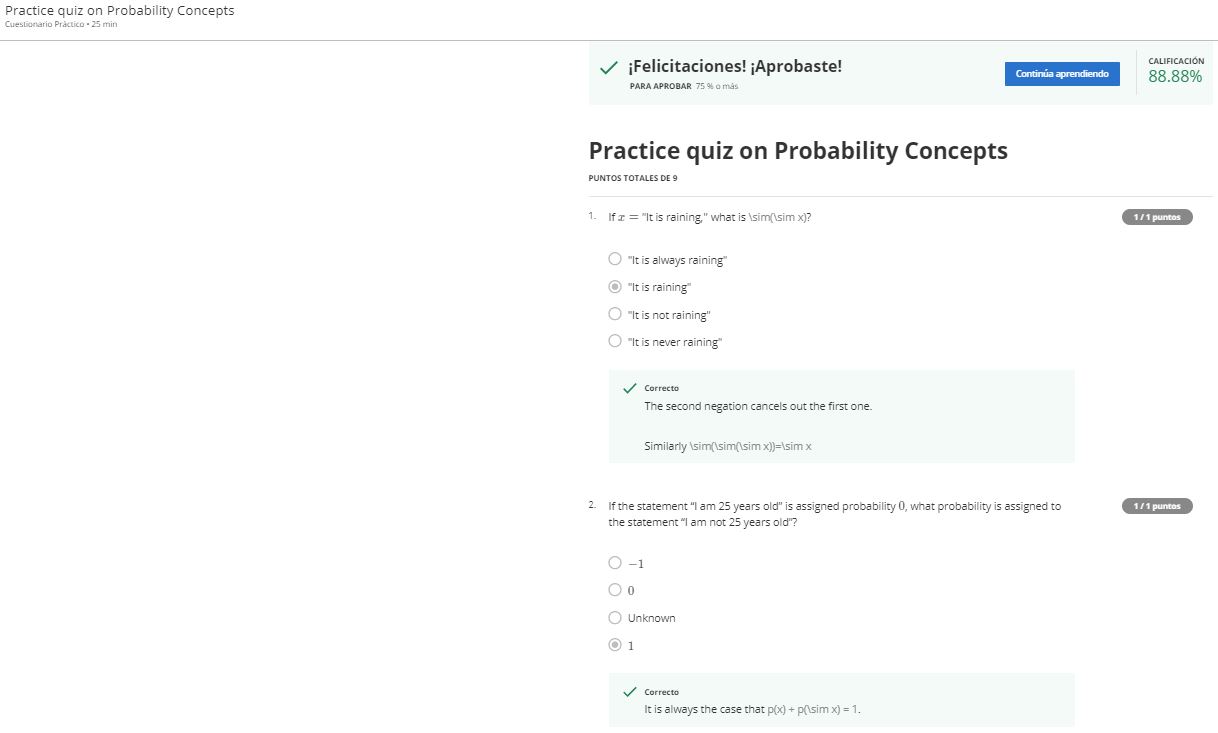 Practice quiz on Probability Concepts
Cuestionario Práctico • 25 min
¡Felicitaciones! ¡Aprobaste!
PARA APROBAR 75 % o más
Continúa aprendiendo
CALIFICACIÓN
88.88%
Practice quiz on Probability Concepts
PUNTOS TOTALES DE 9
1. If x = "It is raining," what is \sim(\sim x)?
1 / 1 puntos
"It is always raining"
"It is raining"
"It is not raining"
"It is never raining"
Correcto
The second negation cancels out the first one.
Similarly \sim(\sim(\sim x))=\sim x
2. If the statement “I am 25 years old” is assigned probability 0, what probability is assigned to
the statement “I am not 25 years old”?
1 / 1 puntos
−1
0
Unknown
1
Correcto
It is always the case that p(x) + p(\sim x) = 1.